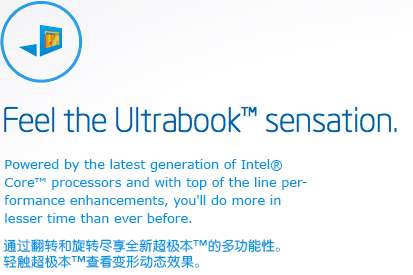 Feel the Ultrabook™ sensation.
Powered by the latest generation of Intel®
Core™ processors and with top of the line per-
formance enhancements, you'll do more in
lesser time than ever before.
通过翻转和旋转尽享全新超极本™的多功能性。
轻触超极本™查看变形动态效果。